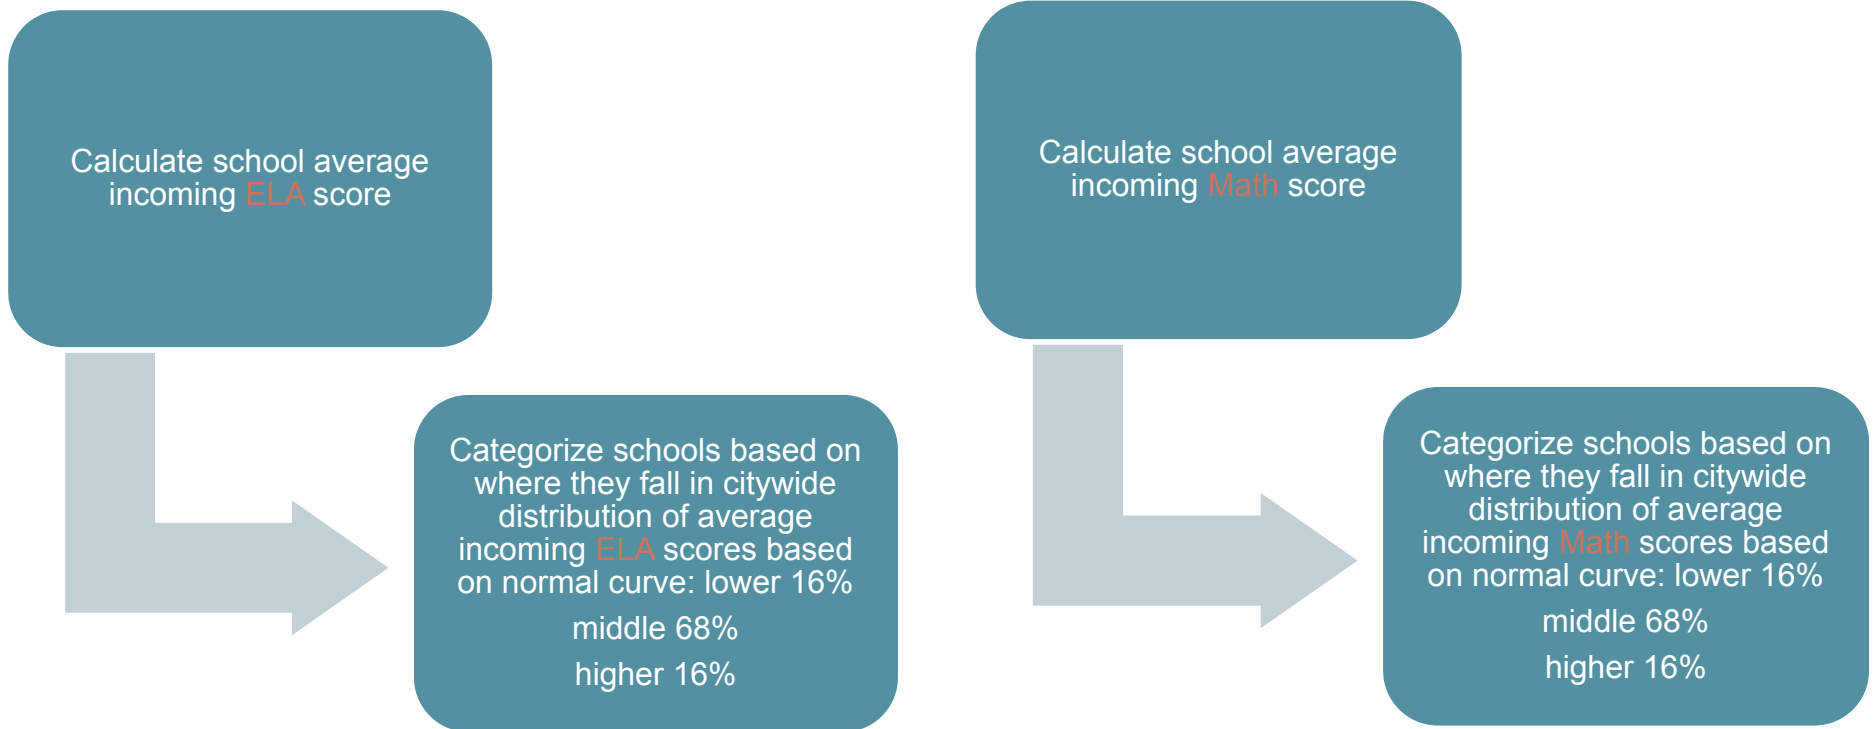 Calculate school average
incoming ELA score
Categorize schools based on
where they fall in citywide
distribution of average
incoming ELA scores based
on normal curve: lower 16%
middle 68%
higher 16%
Calculate school average
incoming Math score
Categorize schools based on
where they fall in citywide
distribution of average
incoming Math scores based
on normal curve: lower 16%
middle 68%
higher 16%